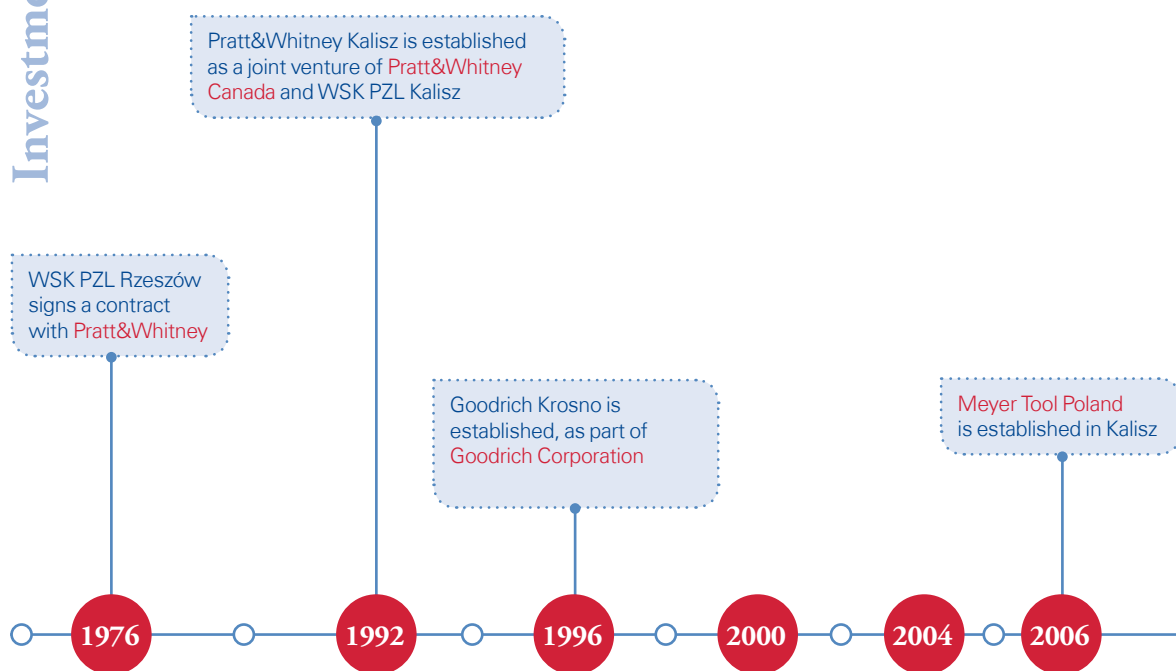 Investme
Pratt&Whitney Kalisz is established
as a joint venture of Pratt&Whitney
Canada and WSK PZL Kalisz
WSK PZL Rzeszów
signs a contract
with Pratt&Whitney
Goodrich Krosno is
established, as part of
Goodrich Corporation
Meyer Tool Poland
is established in Kalisz
1976
1992
1996
2000
2004
2006